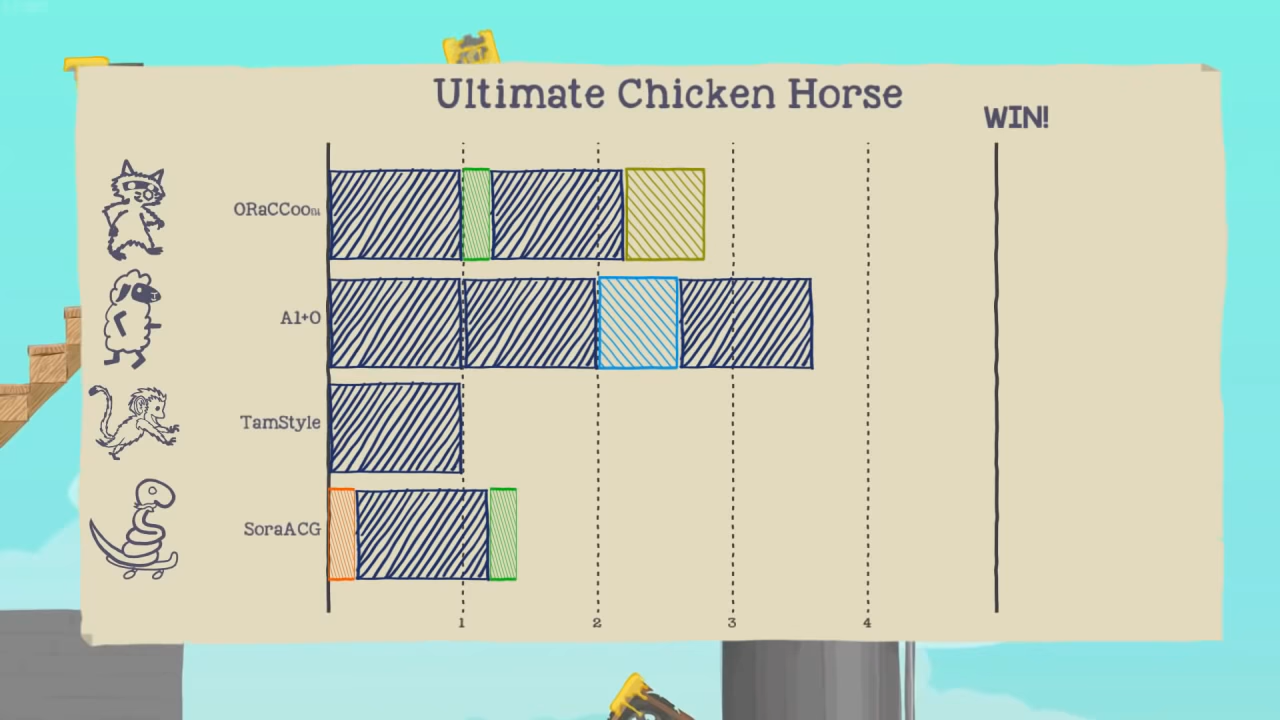 Ultimate Chicken Horse
WIN!
ORaCCoo
A1+O
TamStyle
SoraACG
1 2 3 4